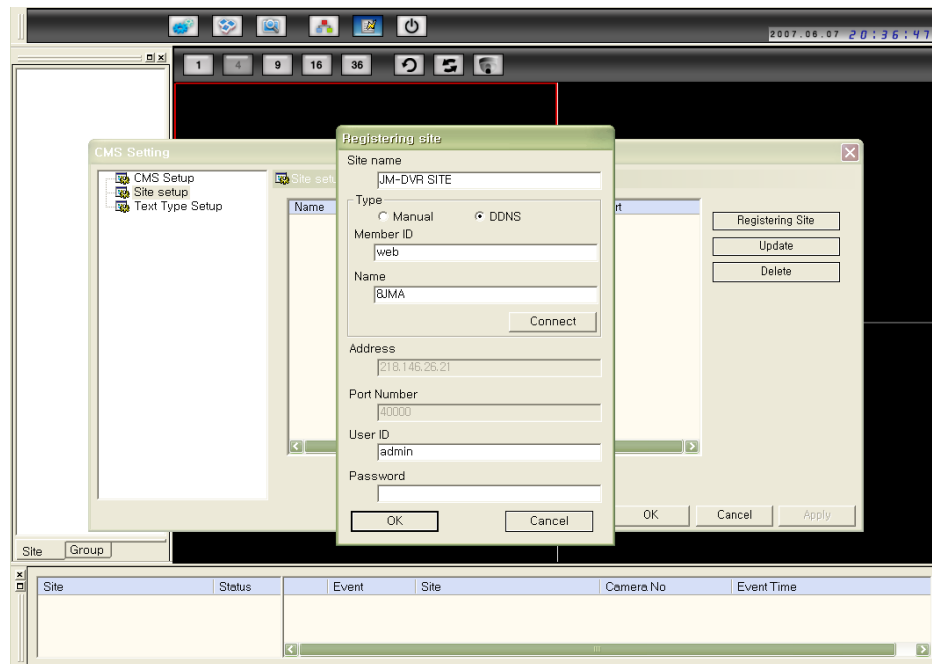 2007.06.07 20:36:47
1 4 9 16 36
Registering site
CMS Setting
Site name
JM-DVR SITE
CMS Setup
Site setup
Text Type Setup
Site setu
Name
rt
Type
Manual DDNS
Member ID
web
Name
8JMA
Connect
Registering Site
Update
Delete
Address
218.146.26.21
Port Number
40000
User ID
admin
Password
OK Cancel
OK Cancel Apply
Site Group
Site Status Event Site Camera No Event Time